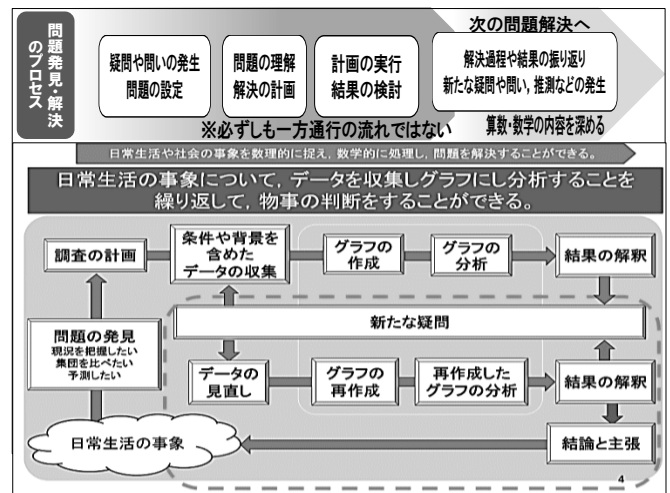 問題発見・解決
のプロセス
疑問や問いの発生
問題の設定
問題の理解
解決の計画
計画の実行
結果の検討
次の問題解決へ
解決過程や結果の振り返り
新たな疑問や問い，推測などの発生
※必ずしも一方通行の流れではない
算数・数学の内容を深める
日常生活や社会の事象を数理的に捉え，数学的に処理し，問題を解決することができる。
日常生活の事象について，データを収集しグラフにし分析することを
繰り返して，物事の判断をすることができる。
調査の計画
条件や背景を
含めた
データの収集
グラフの
作成
グラフの
分析
結果の解釈
新たな疑問
問題の発見
現況を把握したい
集団を比べたい
予測したい
データの
見直し
グラフの
再作成
再作成した
グラフの分析
結果の解釈
日常生活の事象
結論と主張
4